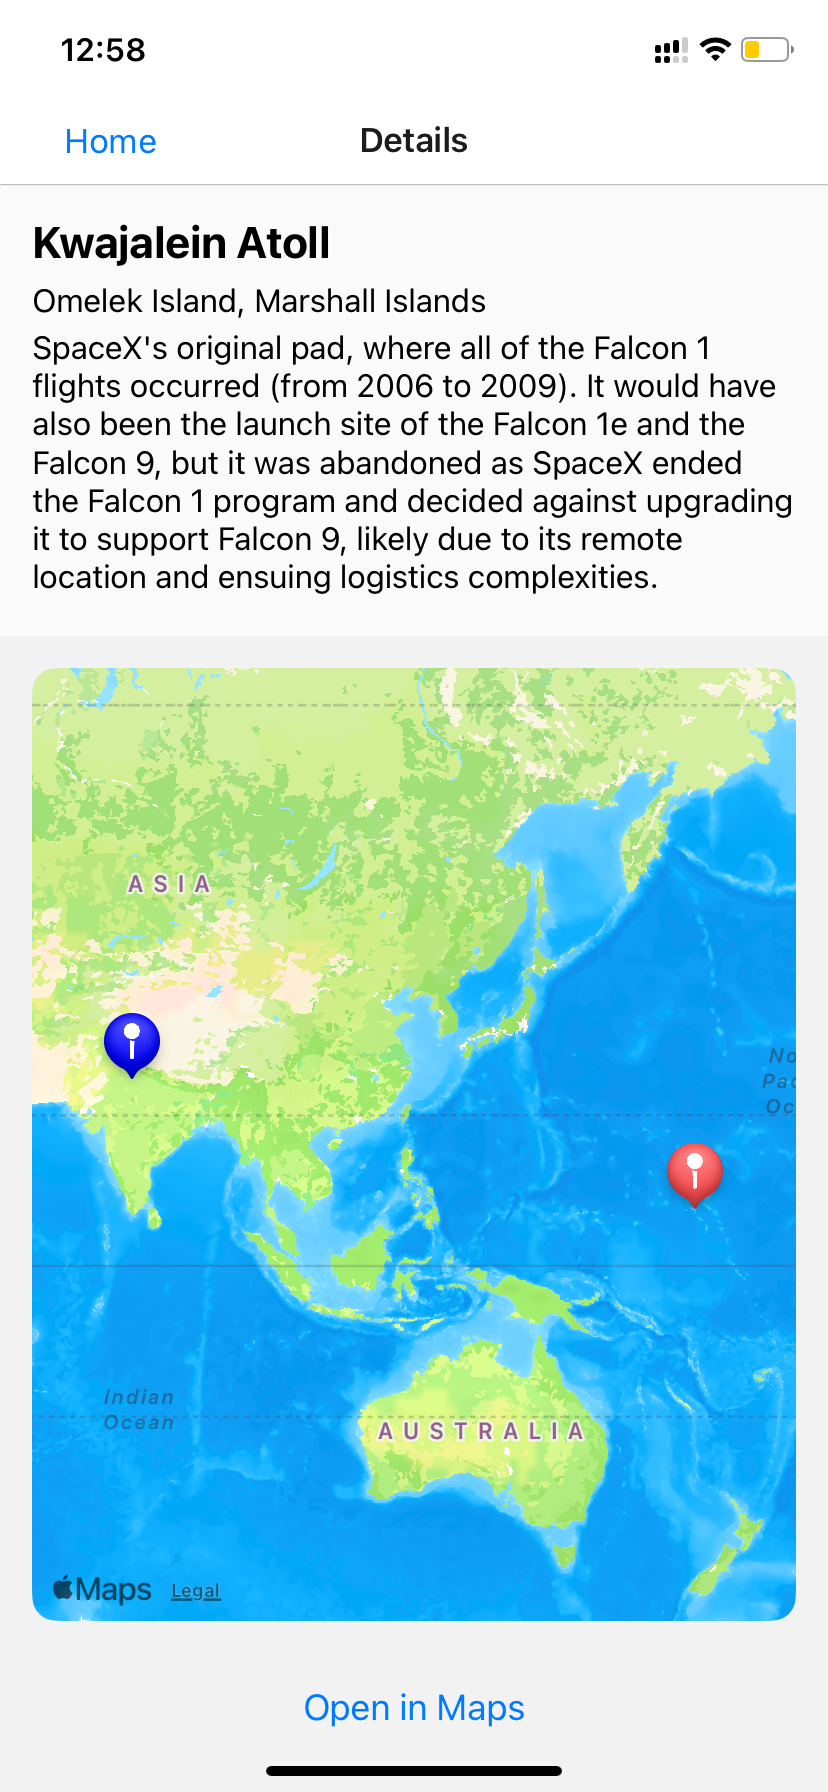 12:58
Home
Details
Kwajalein Atoll
Omelek Island, Marshall Islands
SpaceX's original pad, where all of the Falcon 1
flights occurred (from 2006 to 2009). It would have
also been the launch site of the Falcon 1e and the
Falcon 9, but it was abandoned as SpaceX ended
the Falcon 1 program and decided against upgrading
it to support Falcon 9, likely due to its remote
location and ensuing logistics complexities.
ASIA
No
Pac
Oc
Indian
Ocean
AUSTRALIA
Maps
Legal
Open in Maps